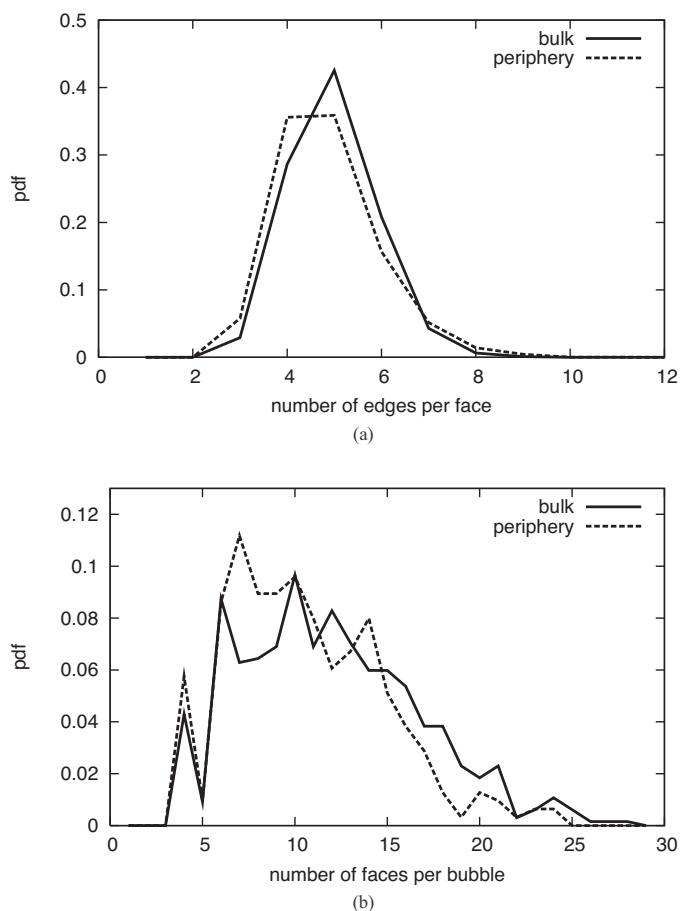 0.5
0.4
0.3
0.2
0.1
0
pdf
bulk
periphery
0 2 4 6 8 10 12
number of edges per face
(a)
0.12
0.1
0.08
0.06
0.04
0.02
0
pdf
bulk
periphery
0 5 10 15 20 25 30
number of faces per bubble
(b)